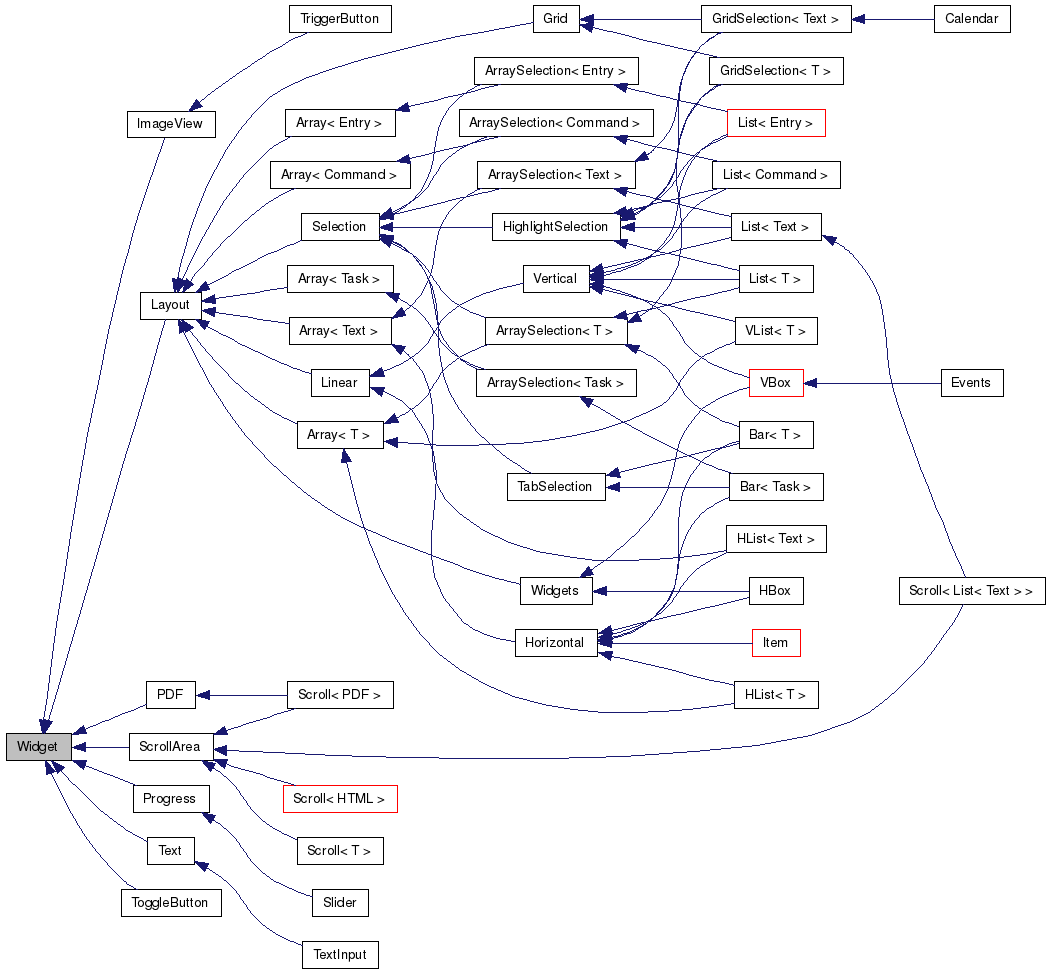 TriggerButton
Grid
GridSelection< Text >
Calendar
ArraySelection< Entry >
GridSelection< T >
ImageView
Array< Entry >
ArraySelection< Command >
List< Entry >
Array< Command >
ArraySelection< Text >
List< Command >
Selection
HighlightSelection
List< Text >
Array< Task >
Vertical
List< T >
Layout
Array< Text >
ArraySelection< T >
VList< T >
Linear
ArraySelection< Task >
VBox
Events
Array< T >
Bar< T >
TabSelection
Bar< Task >
HList< Text >
Widgets
HBox
Scroll< List< Text > >
Horizontal
Item
PDF
Scroll< PDF >
HList< T >
Widget
ScrollArea
Progress
Scroll< HTML >
Text
Scroll< T >
ToggleButton
Slider
TextInput